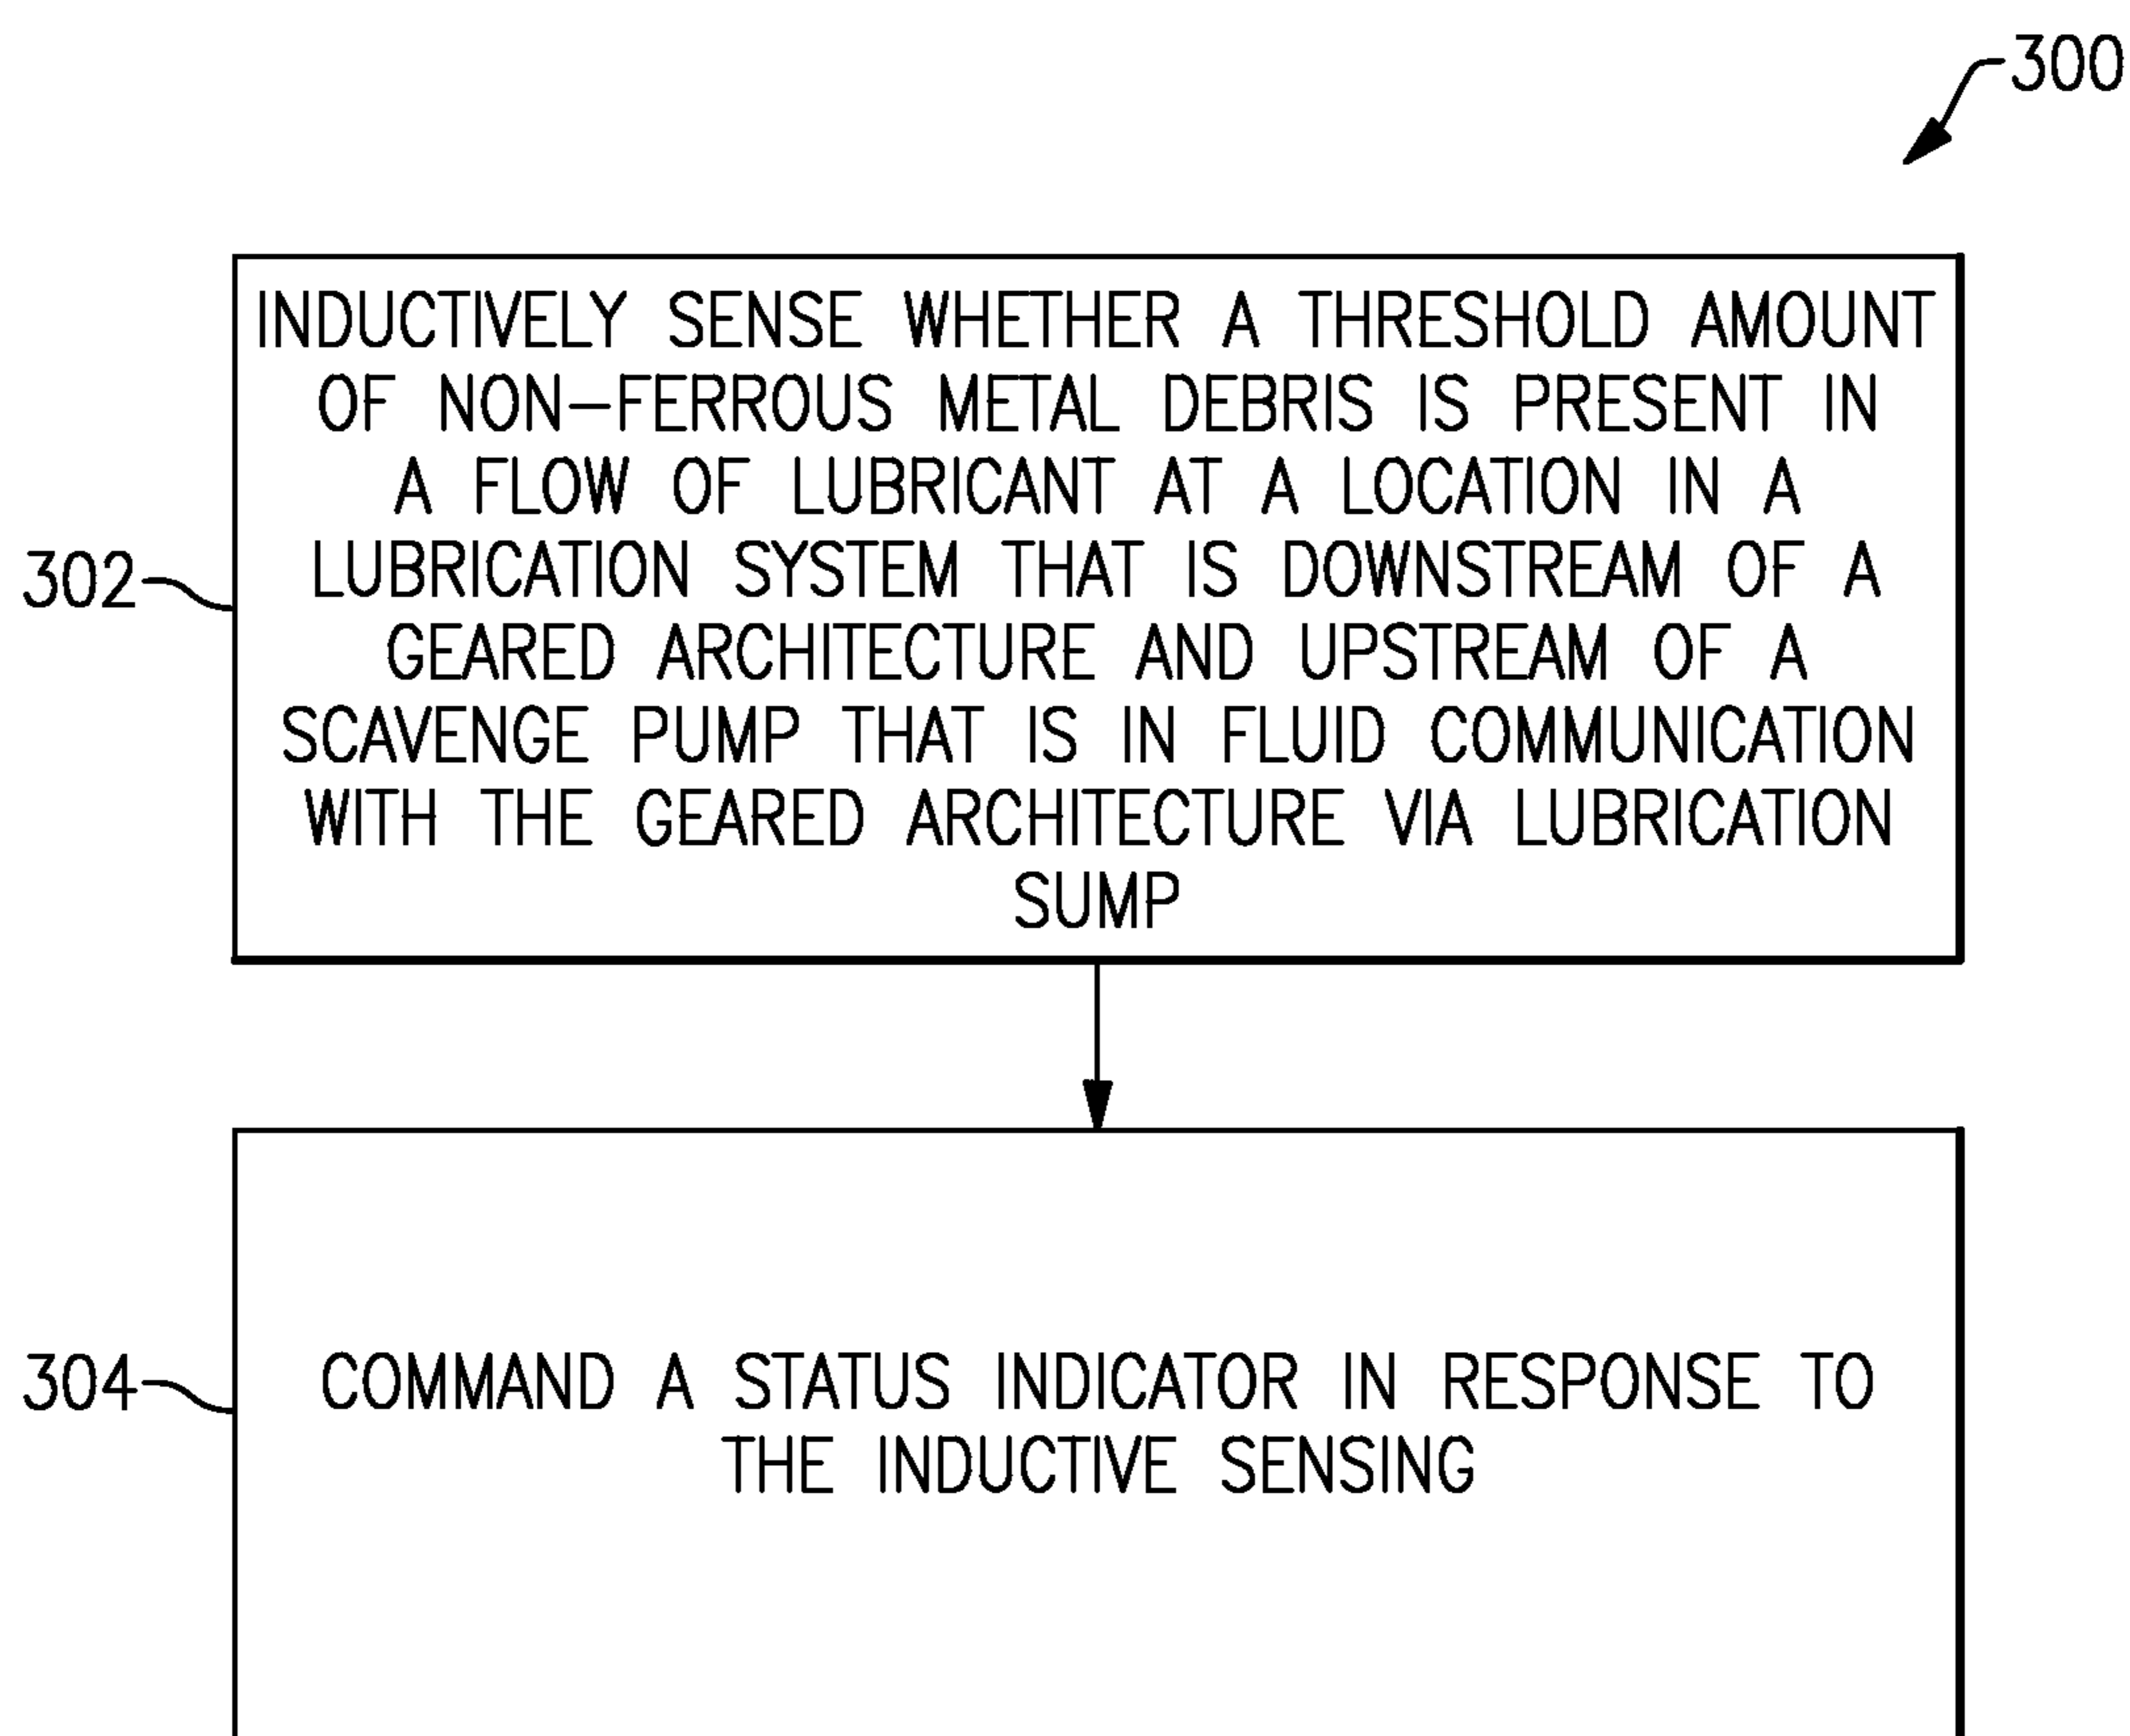 300
INDUCTIVELY SENSE WHETHER A THRESHOLD AMOUNT
OF NON-FERROUS METAL DEBRIS IS PRESENT IN
A FLOW OF LUBRICANT AT A LOCATION IN A
LUBRICATION SYSTEM THAT IS DOWNSTREAM OF A
GEARED ARCHITECTURE AND UPSTREAM OF A
SCAVENGE PUMP THAT IS IN FLUID COMMUNICATION
WITH THE GEARED ARCHITECTURE VIA LUBRICATION
SUMP
302
COMMAND A STATUS INDICATOR IN RESPONSE TO
THE INDUCTIVE SENSING
304